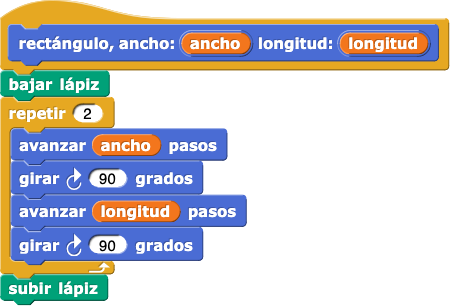 rectángulo, ancho: ancho longitud: longitud
bajar lápiz
repetir 2
avanzar ancho pasos
girar 90 grados
avanzar longitud pasos
girar 90 grados
subir lápiz